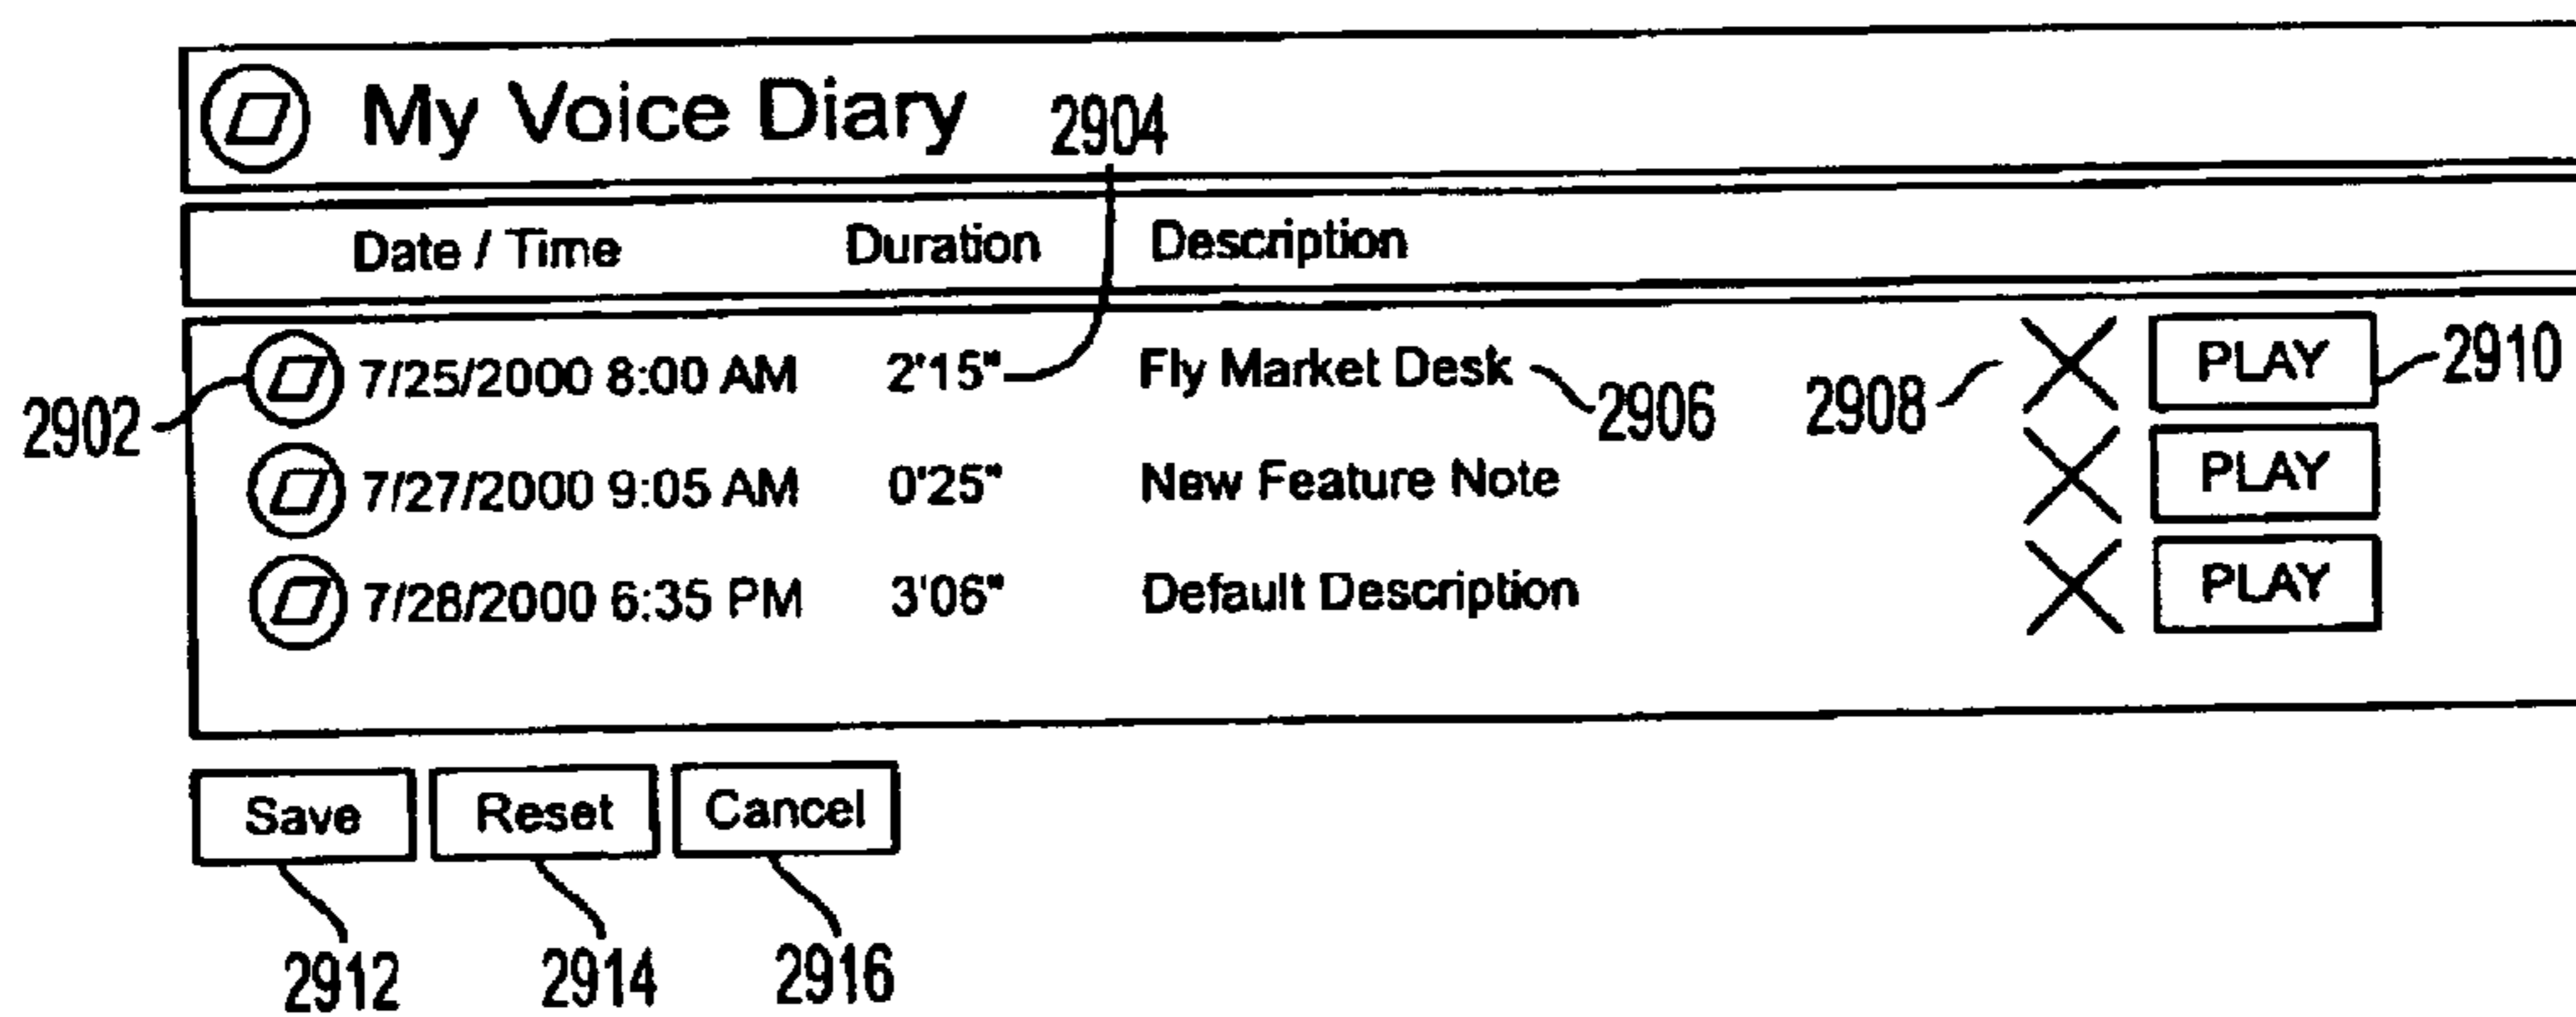 My Voice Diary 2904
Date / Time Duration Description
7/25/2000 8:00 AM 2'15" Fly Market Desk PLAY 2910
2902 2906 2908
7/27/2000 9:05 AM 0'25" New Feature Note PLAY
7/28/2000 6:35 PM 3'06" Default Description PLAY
Save Reset Cancel
2912 2914 2916